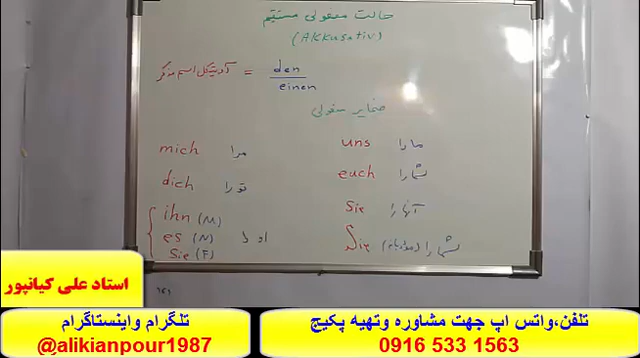 حالت مفعولی مستقیم
(Akkusativ)
آرتیکل اسم مذکر = den
einen
ضمایر مفعولی
mich مرا
dich تو را
ihn (M)
es (N) او را
Sie (F)
uns ما را
euch شما را
Sie آنها را
Sie شما را
استاد علی کیانپور
تلگرام واینستاگرام
@alikianpour1987
تلفن،واتس اپ جهت مشاوره وتهیه پکیج
0916 533 1563